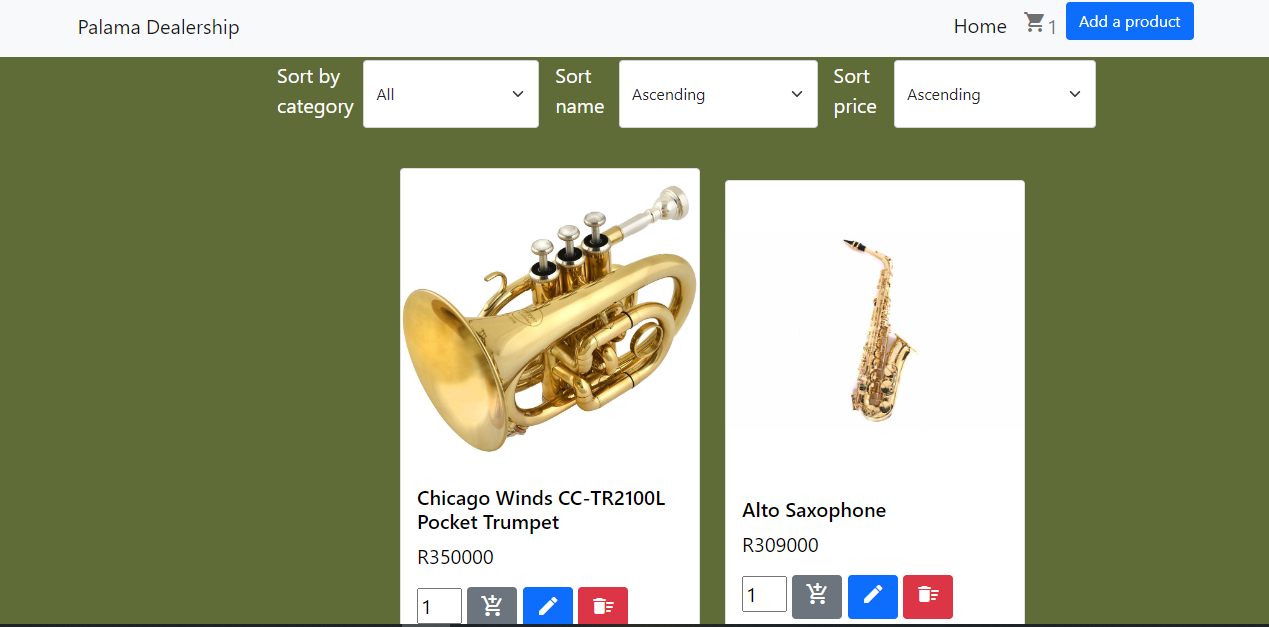 Palama Dealership
Home
1
Add a product
Sort by
category
All
Sort
name
Ascending
Sort
price
Ascending
Chicago Winds CC-TR2100L
Pocket Trumpet
R350000
1
Alto Saxophone
R309000
1